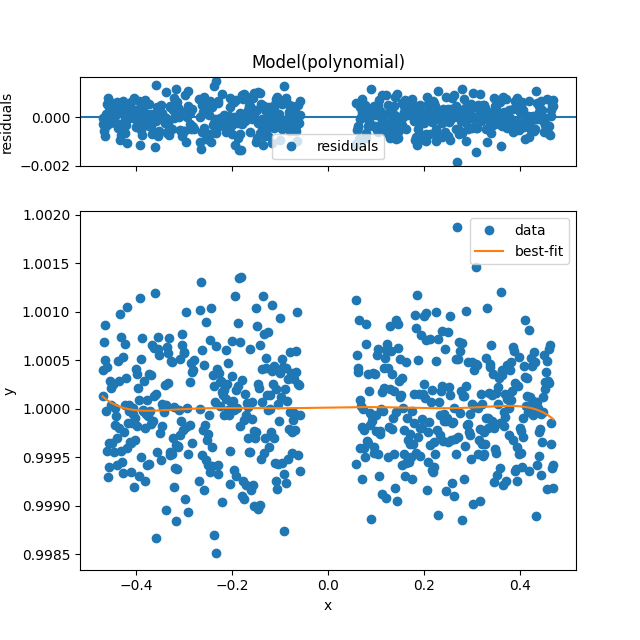 Model(polynomial)
residuals
0.000
−0.002
residuals
y
1.0020
1.0015
1.0010
1.0005
1.0000
0.9995
0.9990
0.9985
data
best-fit
−0.4
−0.2
0.0
0.2
0.4
x